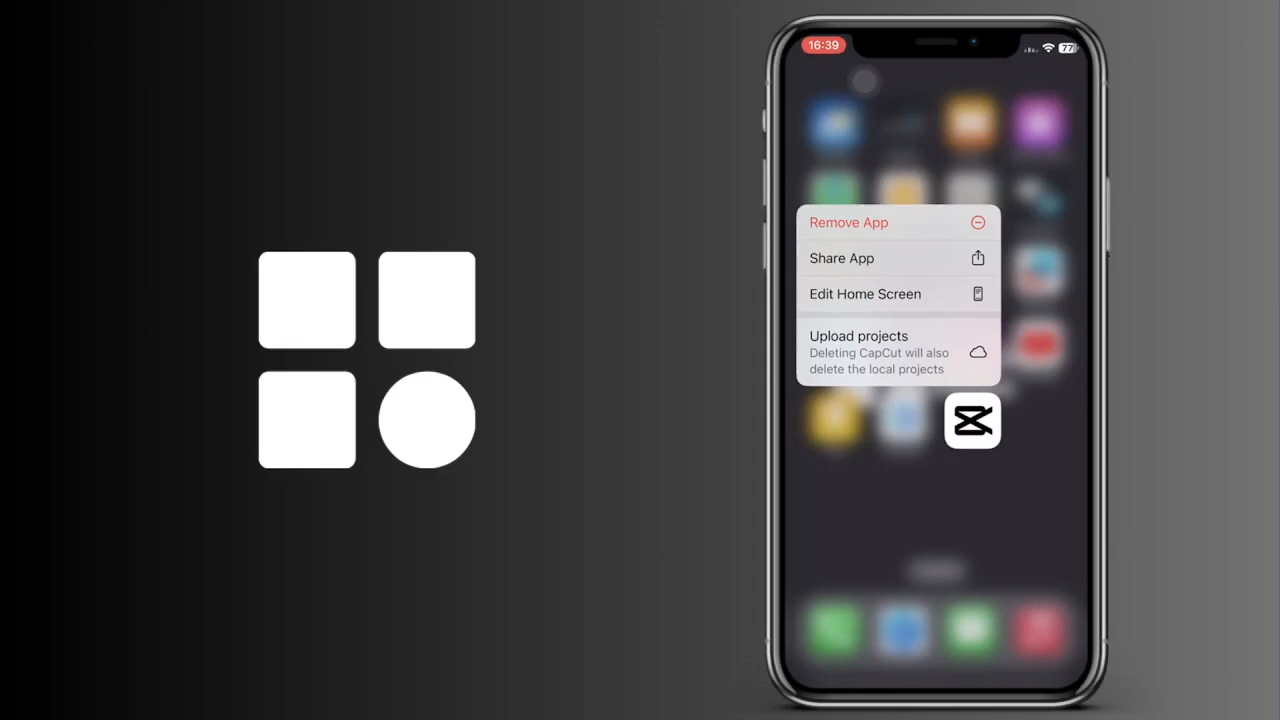 16:39
77
Remove App
Share App
Edit Home Screen
Upload projects
Deleting CapCut will also
delete the local projects